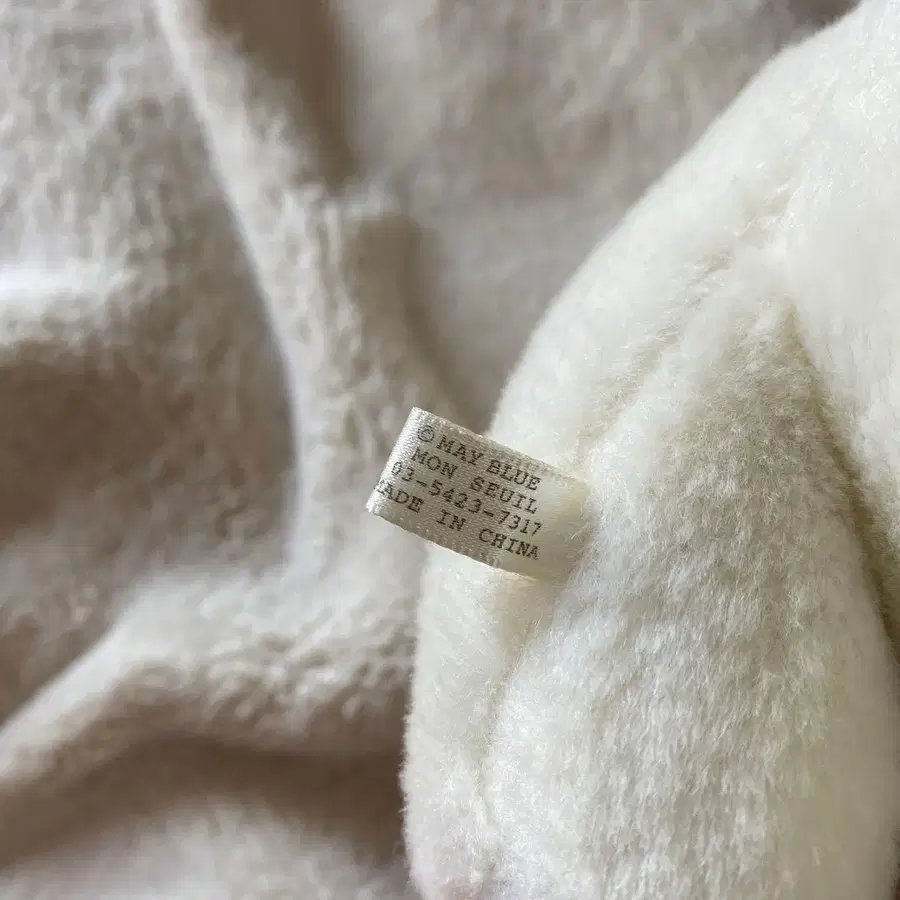 ©MAY BLUE
MON SEUIL
03-5423-7317
MADE IN CHINA